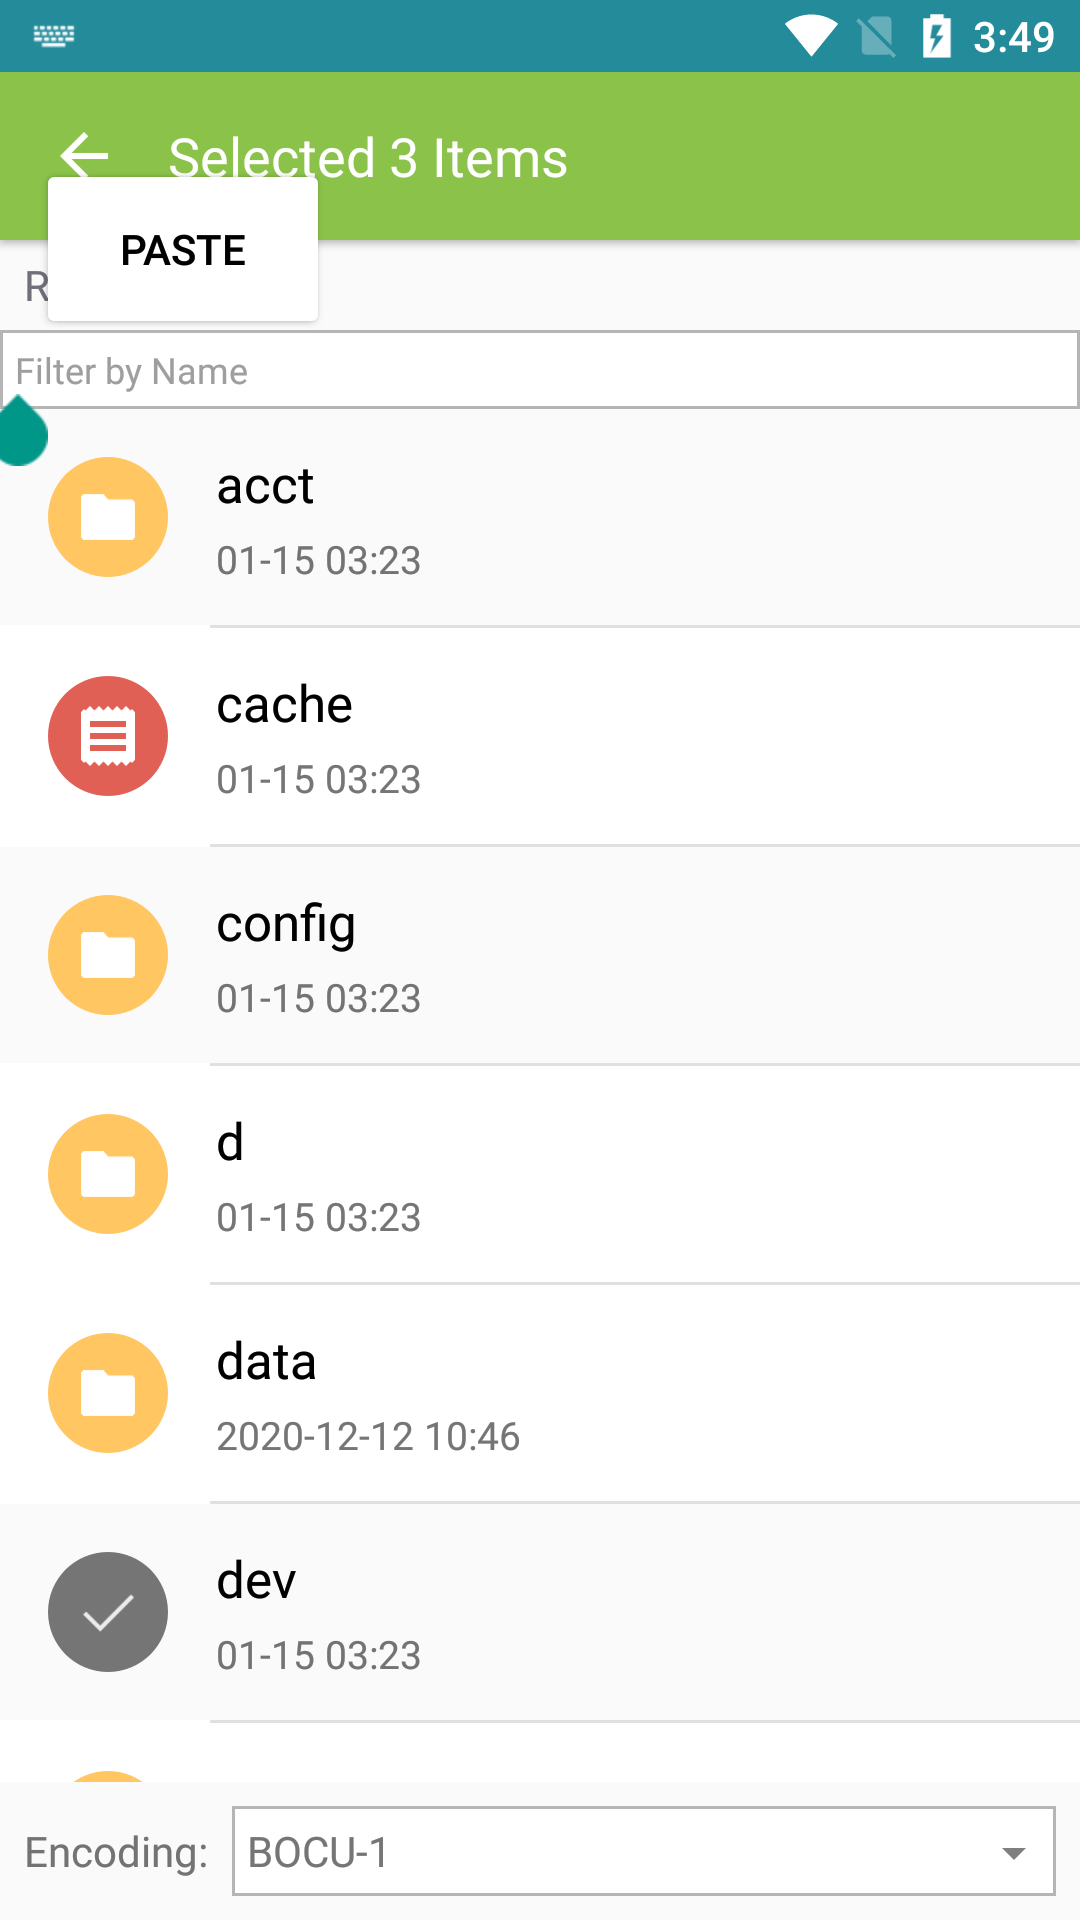 3:49
Selected 3 Items
PASTE
R
Filter by Name
acct
01-15 03:23
cache
01-15 03:23
config
01-15 03:23
d
01-15 03:23
data
2020-12-12 10:46
dev
01-15 03:23
Encoding: BOCU-1